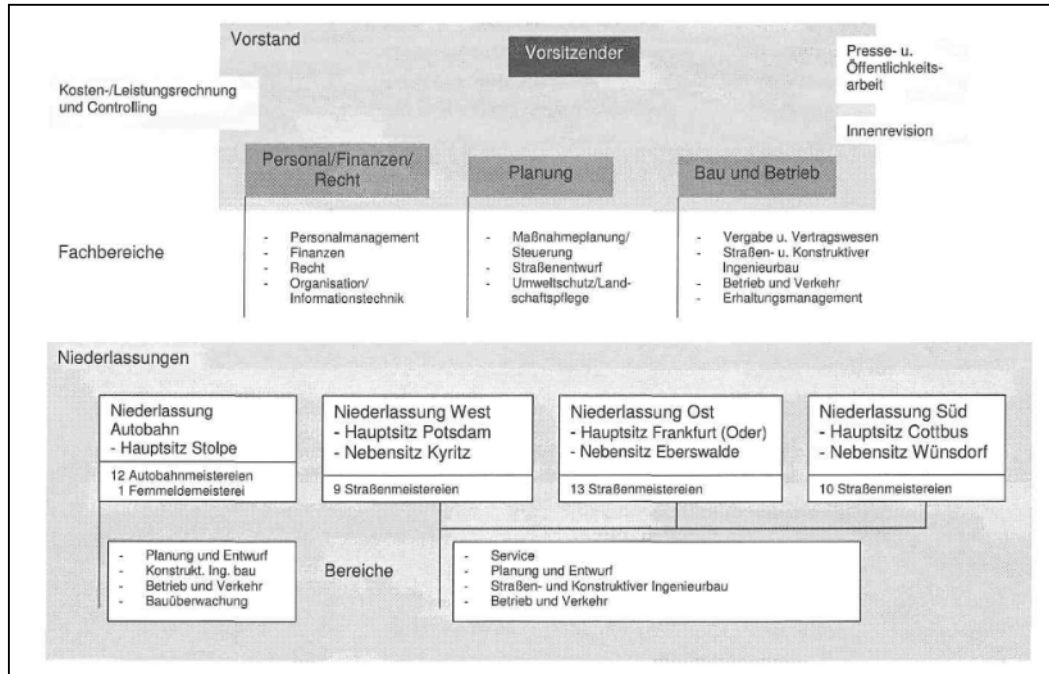 Vorstand
Vorsitzender
Presse- u.
Öffentlichkeits-
arbeit
Kosten-/Leistungsrechnung
und Controlling
Innenrevision
Personal/Finanzen/
Recht
Planung
Bau und Betrieb
Fachbereiche
- Personalmanagement
- Finanzen
- Recht
- Organisation/
Informationstechnik
- Maßnahmeplanung/
Steuerung
- Straßenentwurf
- Umweltschutz/Land-
schaftspflege
- Vergabe u. Vertragswesen
- Straßen- u. Konstruktiver
Ingenieurbau
- Betrieb und Verkehr
- Erhaltungsmanagement
Niederlassungen
Niederlassung
Autobahn
- Hauptsitz Stolpe
12 Autobahnmeistereien
1 Fernmeldemeisterei
Niederlassung West
- Hauptsitz Potsdam
- Nebensitz Kyritz
9 Straßenmeistereien
Niederlassung Ost
- Hauptsitz Frankfurt (Oder)
- Nebensitz Eberswalde
13 Straßenmeistereien
Niederlassung Süd
- Hauptsitz Cottbus
- Nebensitz Wünsdorf
10 Straßenmeistereien
- Planung und Entwurf
- Konstrukt. Ing. bau
- Betrieb und Verkehr
- Bauüberwachung
Bereiche
- Service
- Planung und Entwurf
- Straßen- und Konstruktiver Ingenieurbau
- Betrieb und Verkehr